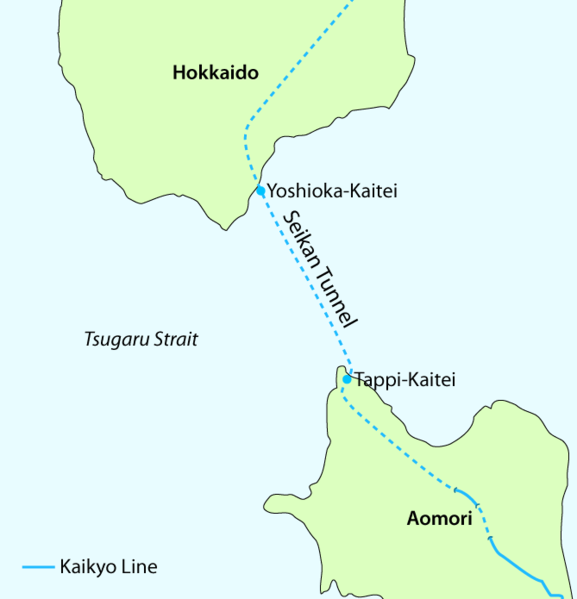 Hokkaido
Yoshioka-Kaitei
Seikan Tunnel
Tsugaru Strait
Tappi-Kaitei
Aomori
Kaikyo Line